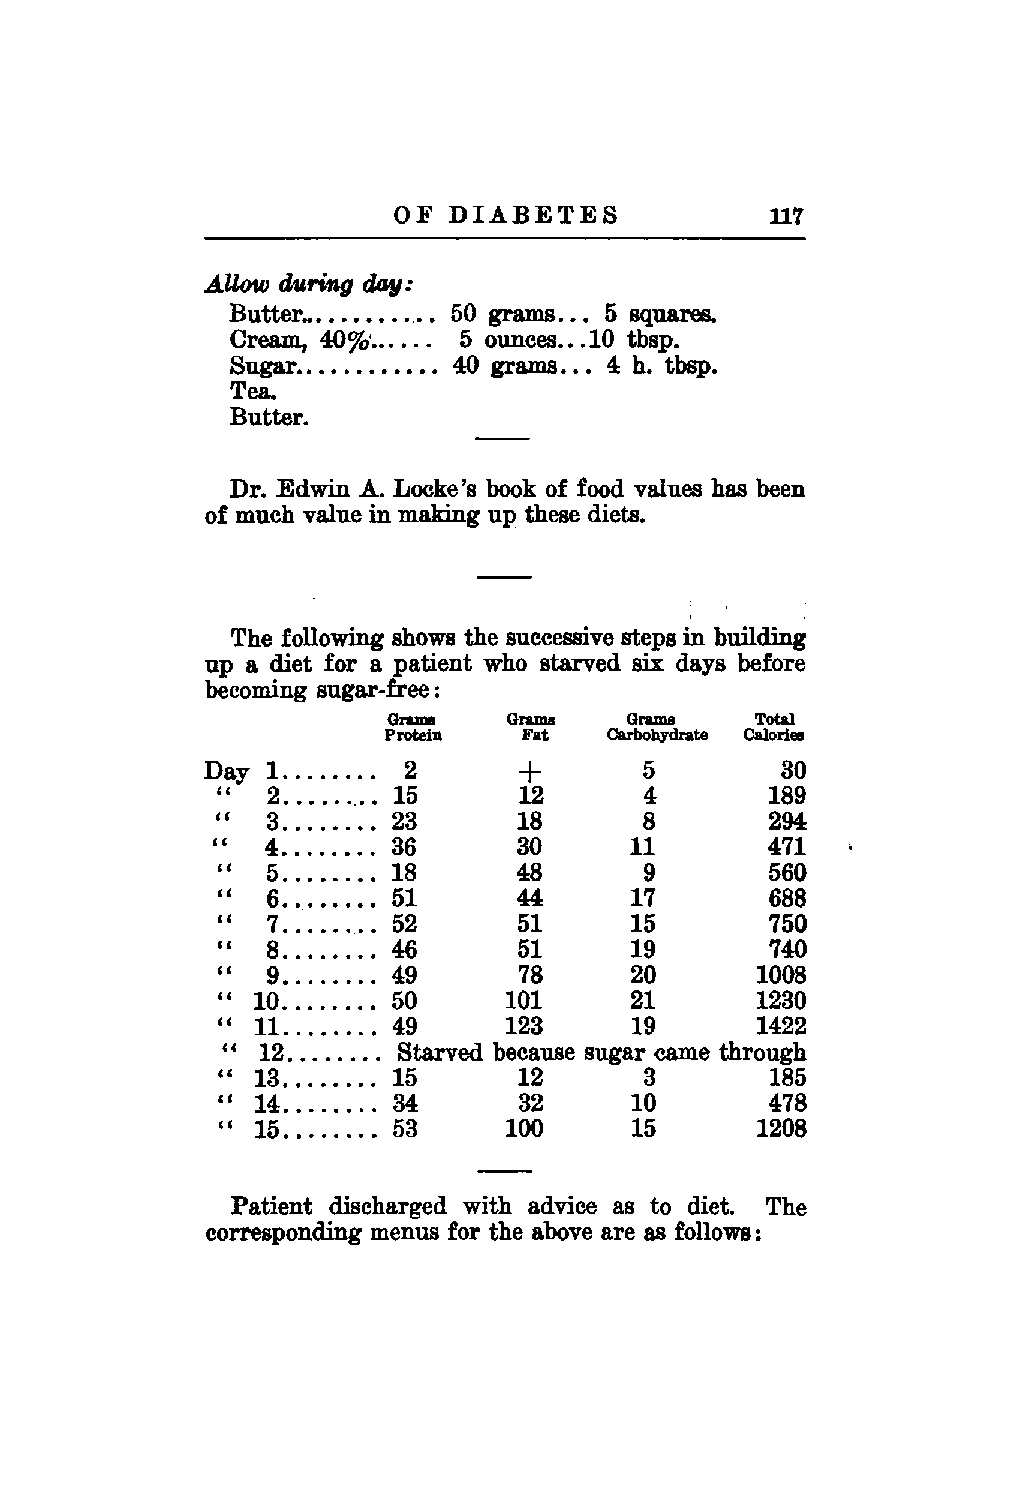 OF DIABETES 117
Allow during day:
Butter............ 50 grams... 5 squares.
Cream, 40%...... 5 ounces...10 tbsp.
Sugar............ 40 grams... 4 h. tbsp.
Tea.
Butter.
Dr. Edwin A. Locke's book of food values has been
of much value in making up these diets.
The following shows the successive steps in building
up a diet for a patient who starved six days before
becoming sugar-free:
Grams Grams Grams Total
Protein Fat Carbohydrate Calories
Day 1........ 2 + 5 30
" 2........ 15 12 4 189
" 3........ 23 18 8 294
" 4........ 36 30 11 471
" 5........ 18 48 9 560
" 6........ 51 44 17 688
" 7........ 52 51 15 750
" 8........ 46 51 19 740
" 9........ 49 78 20 1008
" 10........ 50 101 21 1230
" 11........ 49 123 19 1422
" 12........ Starved because sugar came through
" 13........ 15 12 3 185
" 14........ 34 32 10 478
" 15........ 53 100 15 1208
Patient discharged with advice as to diet. The
corresponding menus for the above are as follows: